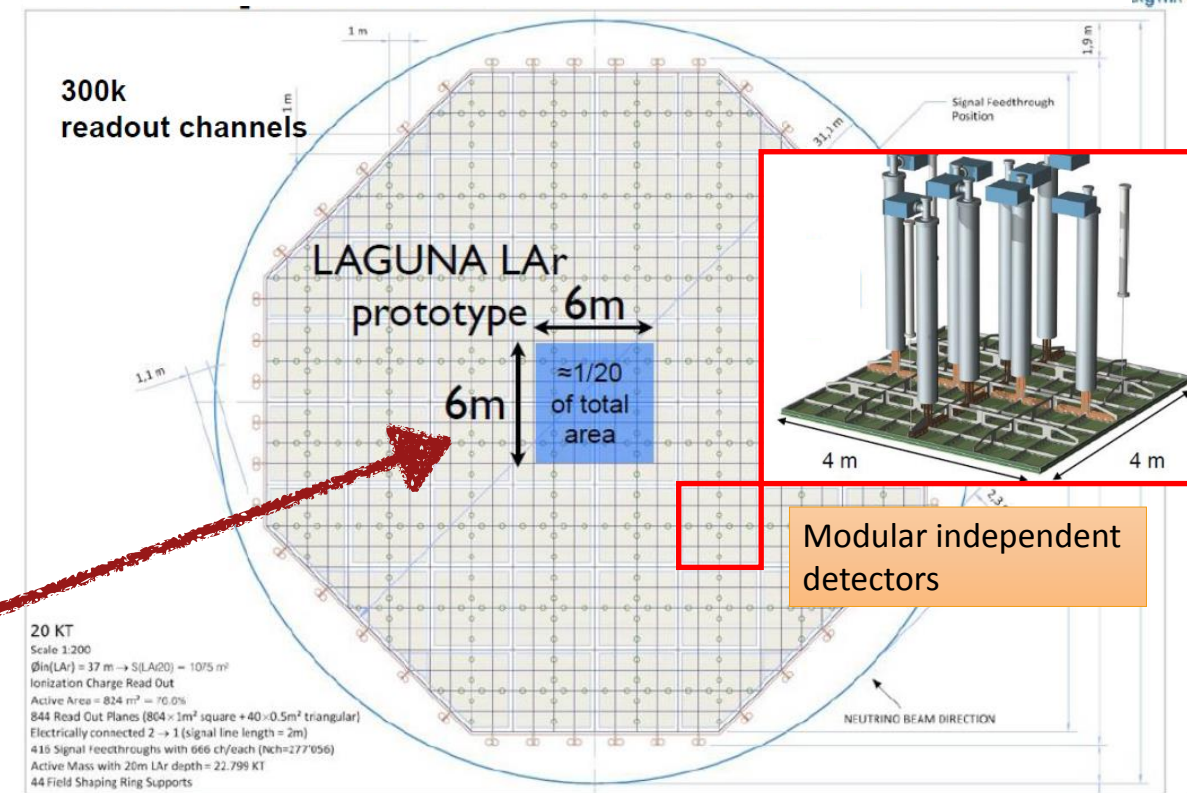 1 m
1,9 m
300k
readout channels
1 m
Signal Feedthrough
Position
31,1 m
LAGUNA LAr
prototype
6m
6m
≈1/20
of total
area
1,1 m
4 m
4 m
2,3
Modular independent
detectors
20 KT
Scale 1:200
Øin(LAr) = 37 m → S(LAr20) = 1075 m²
Ionization Charge Read Out
Active Area = 824 m² = 76.6%
844 Read Out Planes (804×1m² square + 40×0.5m² triangular)
Electrically connected 2 → 1 (signal line length = 2m)
416 Signal Feedthroughs with 666 ch/each (Nch=277'056)
Active Mass with 20m LAr depth = 22.799 KT
44 Field Shaping Ring Supports
NEUTRINO BEAM DIRECTION